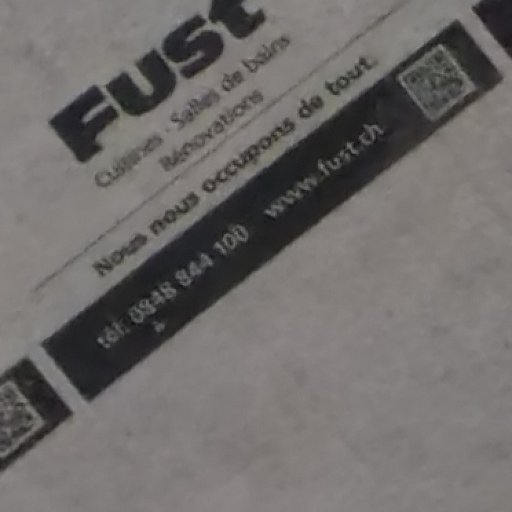 Fust
Cuisines · Salles de bains
Rénovations
Nous nous occupons de tout.
tél. 0848 844 100 www.fust.ch